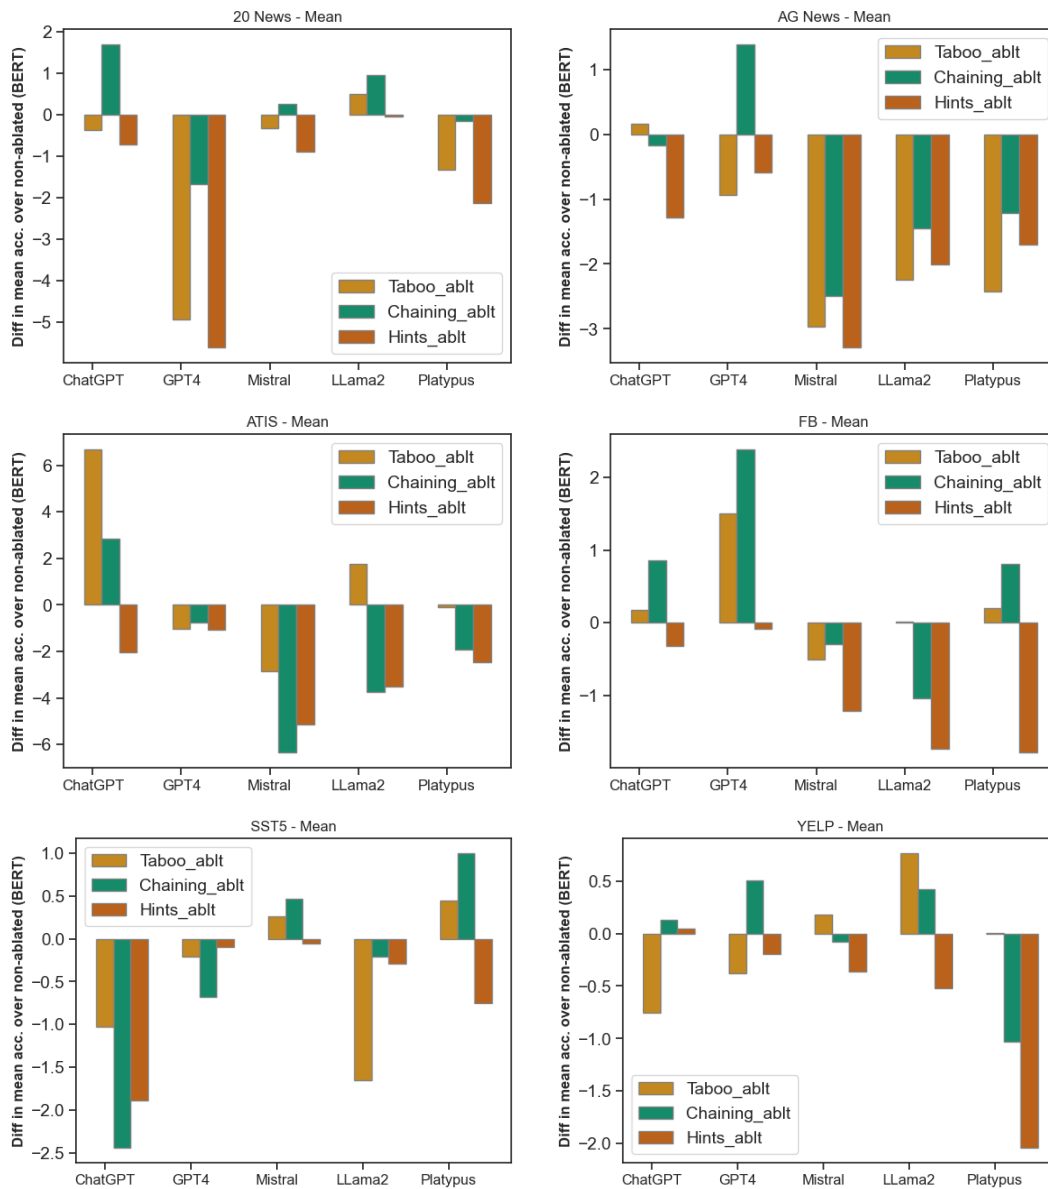 20 News - Mean
Diff in mean acc. over non-ablated (BERT)
2
1
0
−1
−2
−3
−4
−5
Taboo_ablt
Chaining_ablt
Hints_ablt
ChatGPT GPT4 Mistral LLama2 Platypus
AG News - Mean
Diff in mean acc. over non-ablated (BERT)
1
0
−1
−2
−3
Taboo_ablt
Chaining_ablt
Hints_ablt
ChatGPT GPT4 Mistral LLama2 Platypus
ATIS - Mean
Diff in mean acc. over non-ablated (BERT)
6
4
2
0
−2
−4
−6
Taboo_ablt
Chaining_ablt
Hints_ablt
ChatGPT GPT4 Mistral LLama2 Platypus
FB - Mean
Diff in mean acc. over non-ablated (BERT)
2
1
0
−1
Taboo_ablt
Chaining_ablt
Hints_ablt
ChatGPT GPT4 Mistral LLama2 Platypus
SST5 - Mean
Diff in mean acc. over non-ablated (BERT)
1.0
0.5
0.0
−0.5
−1.0
−1.5
−2.0
−2.5
Taboo_ablt
Chaining_ablt
Hints_ablt
ChatGPT GPT4 Mistral LLama2 Platypus
YELP - Mean
Diff in mean acc. over non-ablated (BERT)
0.5
0.0
−0.5
−1.0
−1.5
−2.0
Taboo_ablt
Chaining_ablt
Hints_ablt
ChatGPT GPT4 Mistral LLama2 Platypus